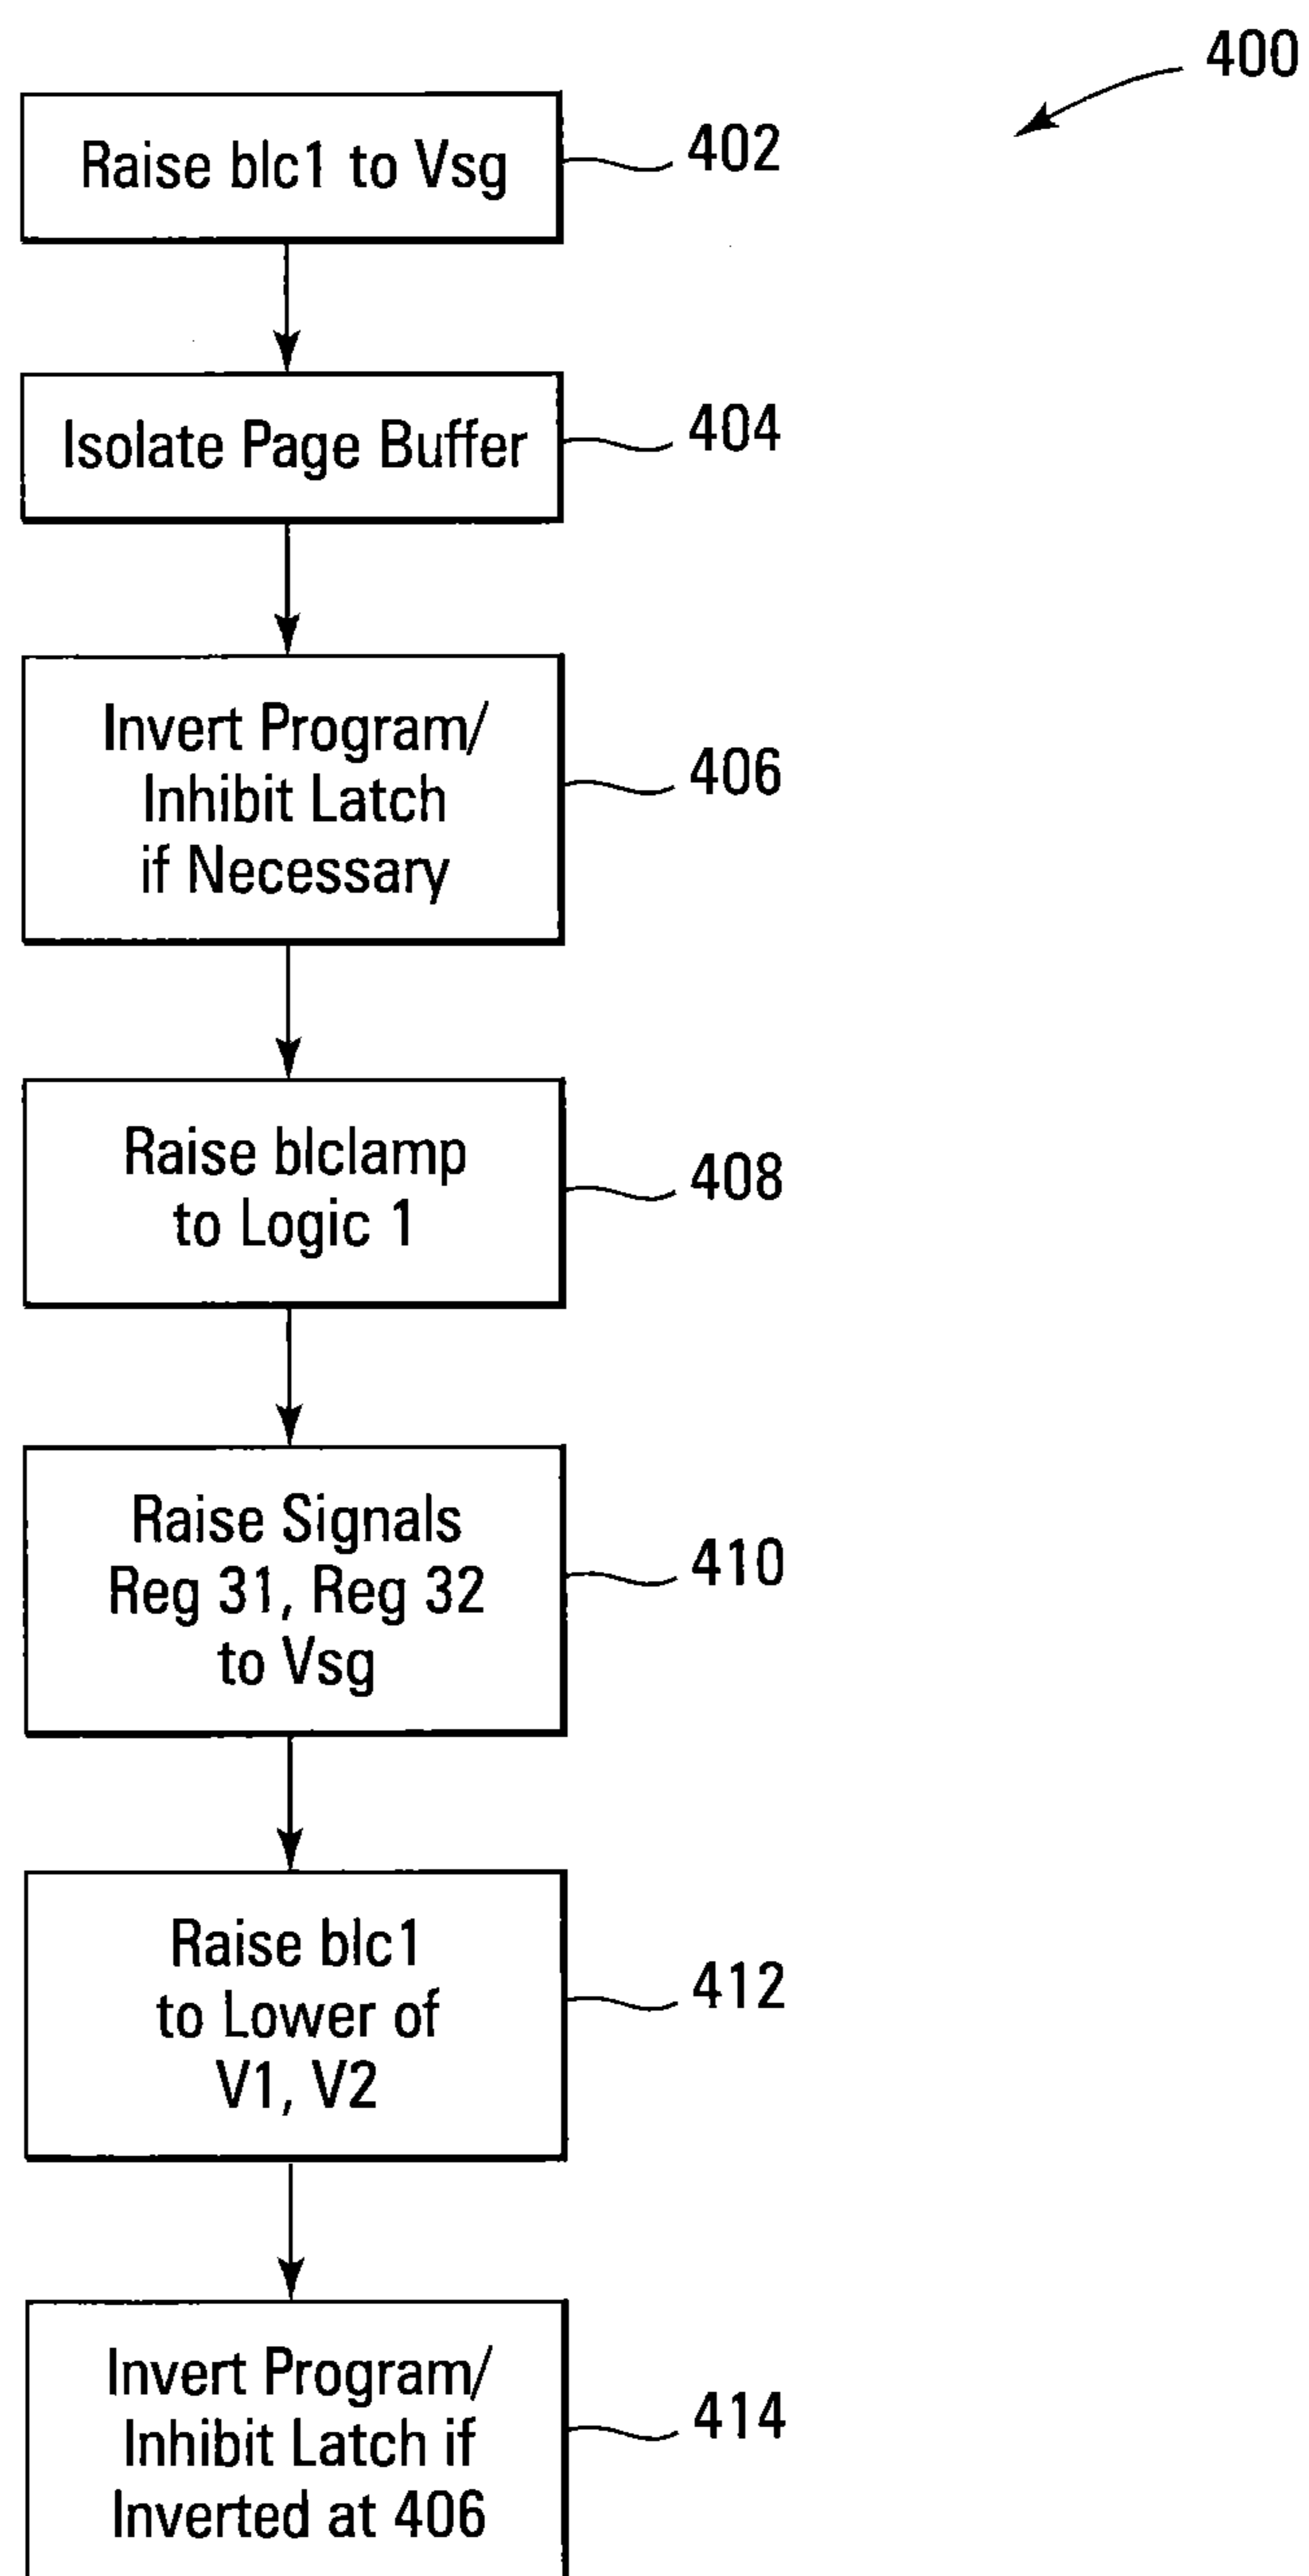 400
Raise blc1 to Vsg
402
Isolate Page Buffer
404
Invert Program/
Inhibit Latch
if Necessary
406
Raise blclamp
to Logic 1
408
Raise Signals
Reg 31, Reg 32
to Vsg
410
Raise blc1
to Lower of
V1, V2
412
Invert Program/
Inhibit Latch if
Inverted at 406
414